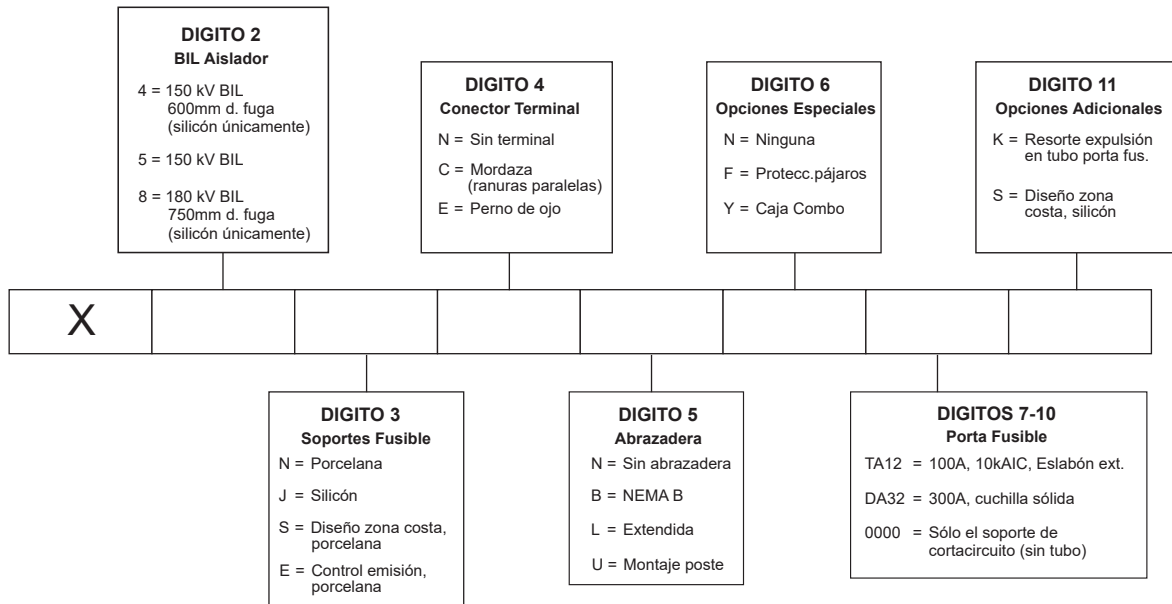 DIGITO 2
BIL Aislador
4 = 150 kV BIL
600mm d. fuga
(silicón únicamente)
5 = 150 kV BIL
8 = 180 kV BIL
750mm d. fuga
(silicón únicamente)
DIGITO 4
Conector Terminal
N = Sin terminal
C = Mordaza
(ranuras paralelas)
E = Perno de ojo
DIGITO 6
Opciones Especiales
N = Ninguna
F = Protecc.pájaros
Y = Caja Combo
DIGITO 11
Opciones Adicionales
K = Resorte expulsión
en tubo porta fus.
S = Diseño zona
costa, silicón
X
DIGITO 3
Soportes Fusible
N = Porcelana
J = Silicón
S = Diseño zona costa,
porcelana
E = Control emisión,
porcelana
DIGITO 5
Abrazadera
N = Sin abrazadera
B = NEMA B
L = Extendida
U = Montaje poste
DIGITOS 7-10
Porta Fusible
TA12 = 100A, 10kAIC, Eslabón ext.
DA32 = 300A, cuchilla sólida
0000 = Sólo el soporte de
cortacircuito (sin tubo)